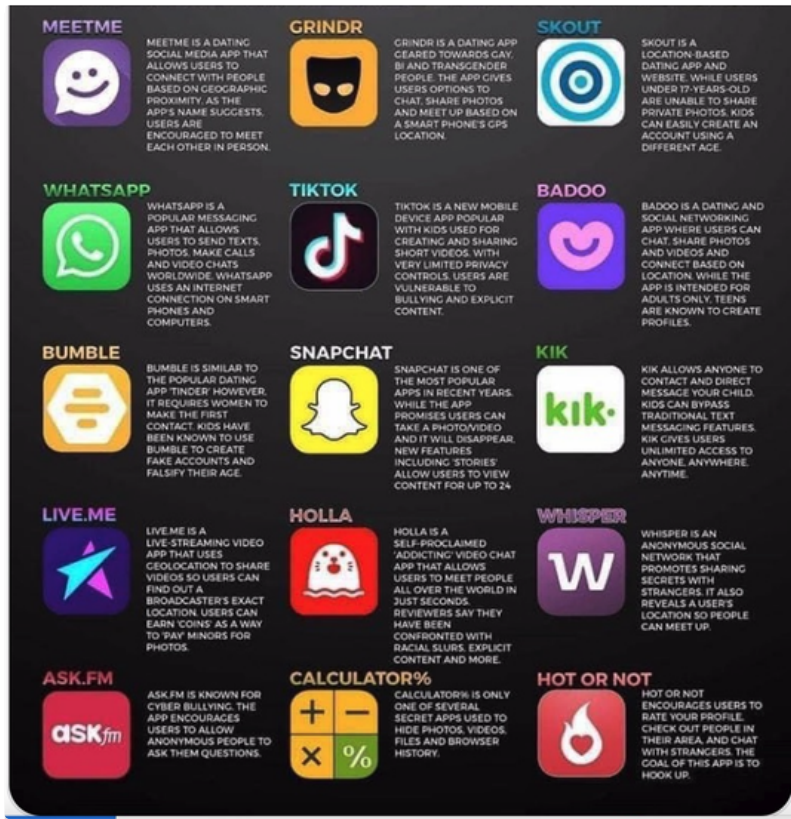 MEETME
MEETME IS A DATING
SOCIAL MEDIA APP THAT
ALLOWS USERS TO
CONNECT WITH PEOPLE
BASED ON GEOGRAPHIC
PROXIMITY. AS THE
APP'S NAME SUGGESTS,
USERS ARE
ENCOURAGED TO MEET
EACH OTHER IN PERSON.
GRINDR
GRINDR IS A DATING APP
GEARED TOWARDS GAY,
BI AND TRANSGENDER
PEOPLE. THE APP GIVES
USERS OPTIONS TO
CHAT, SHARE PHOTOS
AND MEET UP BASED ON
A SMART PHONE'S GPS
LOCATION.
SKOUT
SKOUT IS A
LOCATION-BASED
DATING APP AND
WEBSITE. WHILE USERS
UNDER 17-YEARS-OLD
ARE UNABLE TO SHARE
PRIVATE PHOTOS, KIDS
CAN EASILY CREATE AN
ACCOUNT USING A
DIFFERENT AGE.
WHATSAPP
WHATSAPP IS A
POPULAR MESSAGING
APP THAT ALLOWS
USERS TO SEND TEXTS,
PHOTOS, MAKE CALLS
AND VIDEO CHATS
WORLDWIDE. WHATSAPP
USES AN INTERNET
CONNECTION ON SMART
PHONES AND
COMPUTERS.
TIKTOK
TIKTOK IS A NEW MOBILE
DEVICE APP POPULAR
WITH KIDS USED FOR
CREATING AND SHARING
SHORT VIDEOS. WITH
VERY LIMITED PRIVACY
CONTROLS, USERS ARE
VULNERABLE TO
BULLYING AND EXPLICIT
CONTENT.
BADOO
BADOO IS A DATING AND
SOCIAL NETWORKING
APP WHERE USERS CAN
CHAT, SHARE PHOTOS
AND VIDEOS AND
CONNECT BASED ON
LOCATION. WHILE THE
APP IS INTENDED FOR
ADULTS ONLY, TEENS
ARE KNOWN TO CREATE
PROFILES.
BUMBLE
BUMBLE IS SIMILAR TO
THE POPULAR DATING
APP 'TINDER' HOWEVER,
IT REQUIRES WOMEN TO
MAKE THE FIRST
CONTACT. KIDS HAVE
BEEN KNOWN TO USE
BUMBLE TO CREATE
FAKE ACCOUNTS AND
FALSIFY THEIR AGE.
SNAPCHAT
SNAPCHAT IS ONE OF
THE MOST POPULAR
APPS IN RECENT YEARS.
WHILE THE APP
PROMISES USERS CAN
TAKE A PHOTO/VIDEO
AND IT WILL DISAPPEAR,
NEW FEATURES
INCLUDING 'STORIES'
ALLOW USERS TO VIEW
CONTENT FOR UP TO 24
KIK
kik.
KIK ALLOWS ANYONE TO
CONTACT AND DIRECT
MESSAGE YOUR CHILD.
KIDS CAN BYPASS
TRADITIONAL TEXT
MESSAGING FEATURES.
KIK GIVES USERS
UNLIMITED ACCESS TO
ANYONE, ANYWHERE,
ANYTIME.
LIVE.ME
LIVE.ME IS A
LIVE-STREAMING VIDEO
APP THAT USES
GEOLOCATION TO SHARE
VIDEOS SO USERS CAN
FIND OUT A
BROADCASTER'S EXACT
LOCATION. USERS CAN
EARN 'COINS' AS A WAY
TO 'PAY' MINORS FOR
PHOTOS.
HOLLA
HOLLA IS A
SELF-PROCLAIMED
'ADDICTING' VIDEO CHAT
APP THAT ALLOWS
USERS TO MEET PEOPLE
ALL OVER THE WORLD IN
JUST SECONDS.
REVIEWERS SAY THEY
HAVE BEEN
CONFRONTED WITH
RACIAL SLURS, EXPLICIT
CONTENT AND MORE.
WHISPER
W
WHISPER IS AN
ANONYMOUS SOCIAL
NETWORK THAT
PROMOTES SHARING
SECRETS WITH
STRANGERS. IT ALSO
REVEALS A USER'S
LOCATION SO PEOPLE
CAN MEET UP.
ASK.FM
ASKfm
ASK.FM IS KNOWN FOR
CYBER BULLYING. THE
APP ENCOURAGES
USERS TO ALLOW
ANONYMOUS PEOPLE TO
ASK THEM QUESTIONS.
CALCULATOR%
+ −
× %
CALCULATOR% IS ONLY
ONE OF SEVERAL
SECRET APPS USED TO
HIDE PHOTOS, VIDEOS,
FILES AND BROWSER
HISTORY.
HOT OR NOT
HOT OR NOT
ENCOURAGES USERS TO
RATE YOUR PROFILE,
CHECK OUT PEOPLE IN
THEIR AREA, AND CHAT
WITH STRANGERS. THE
GOAL OF THIS APP IS TO
HOOK UP.